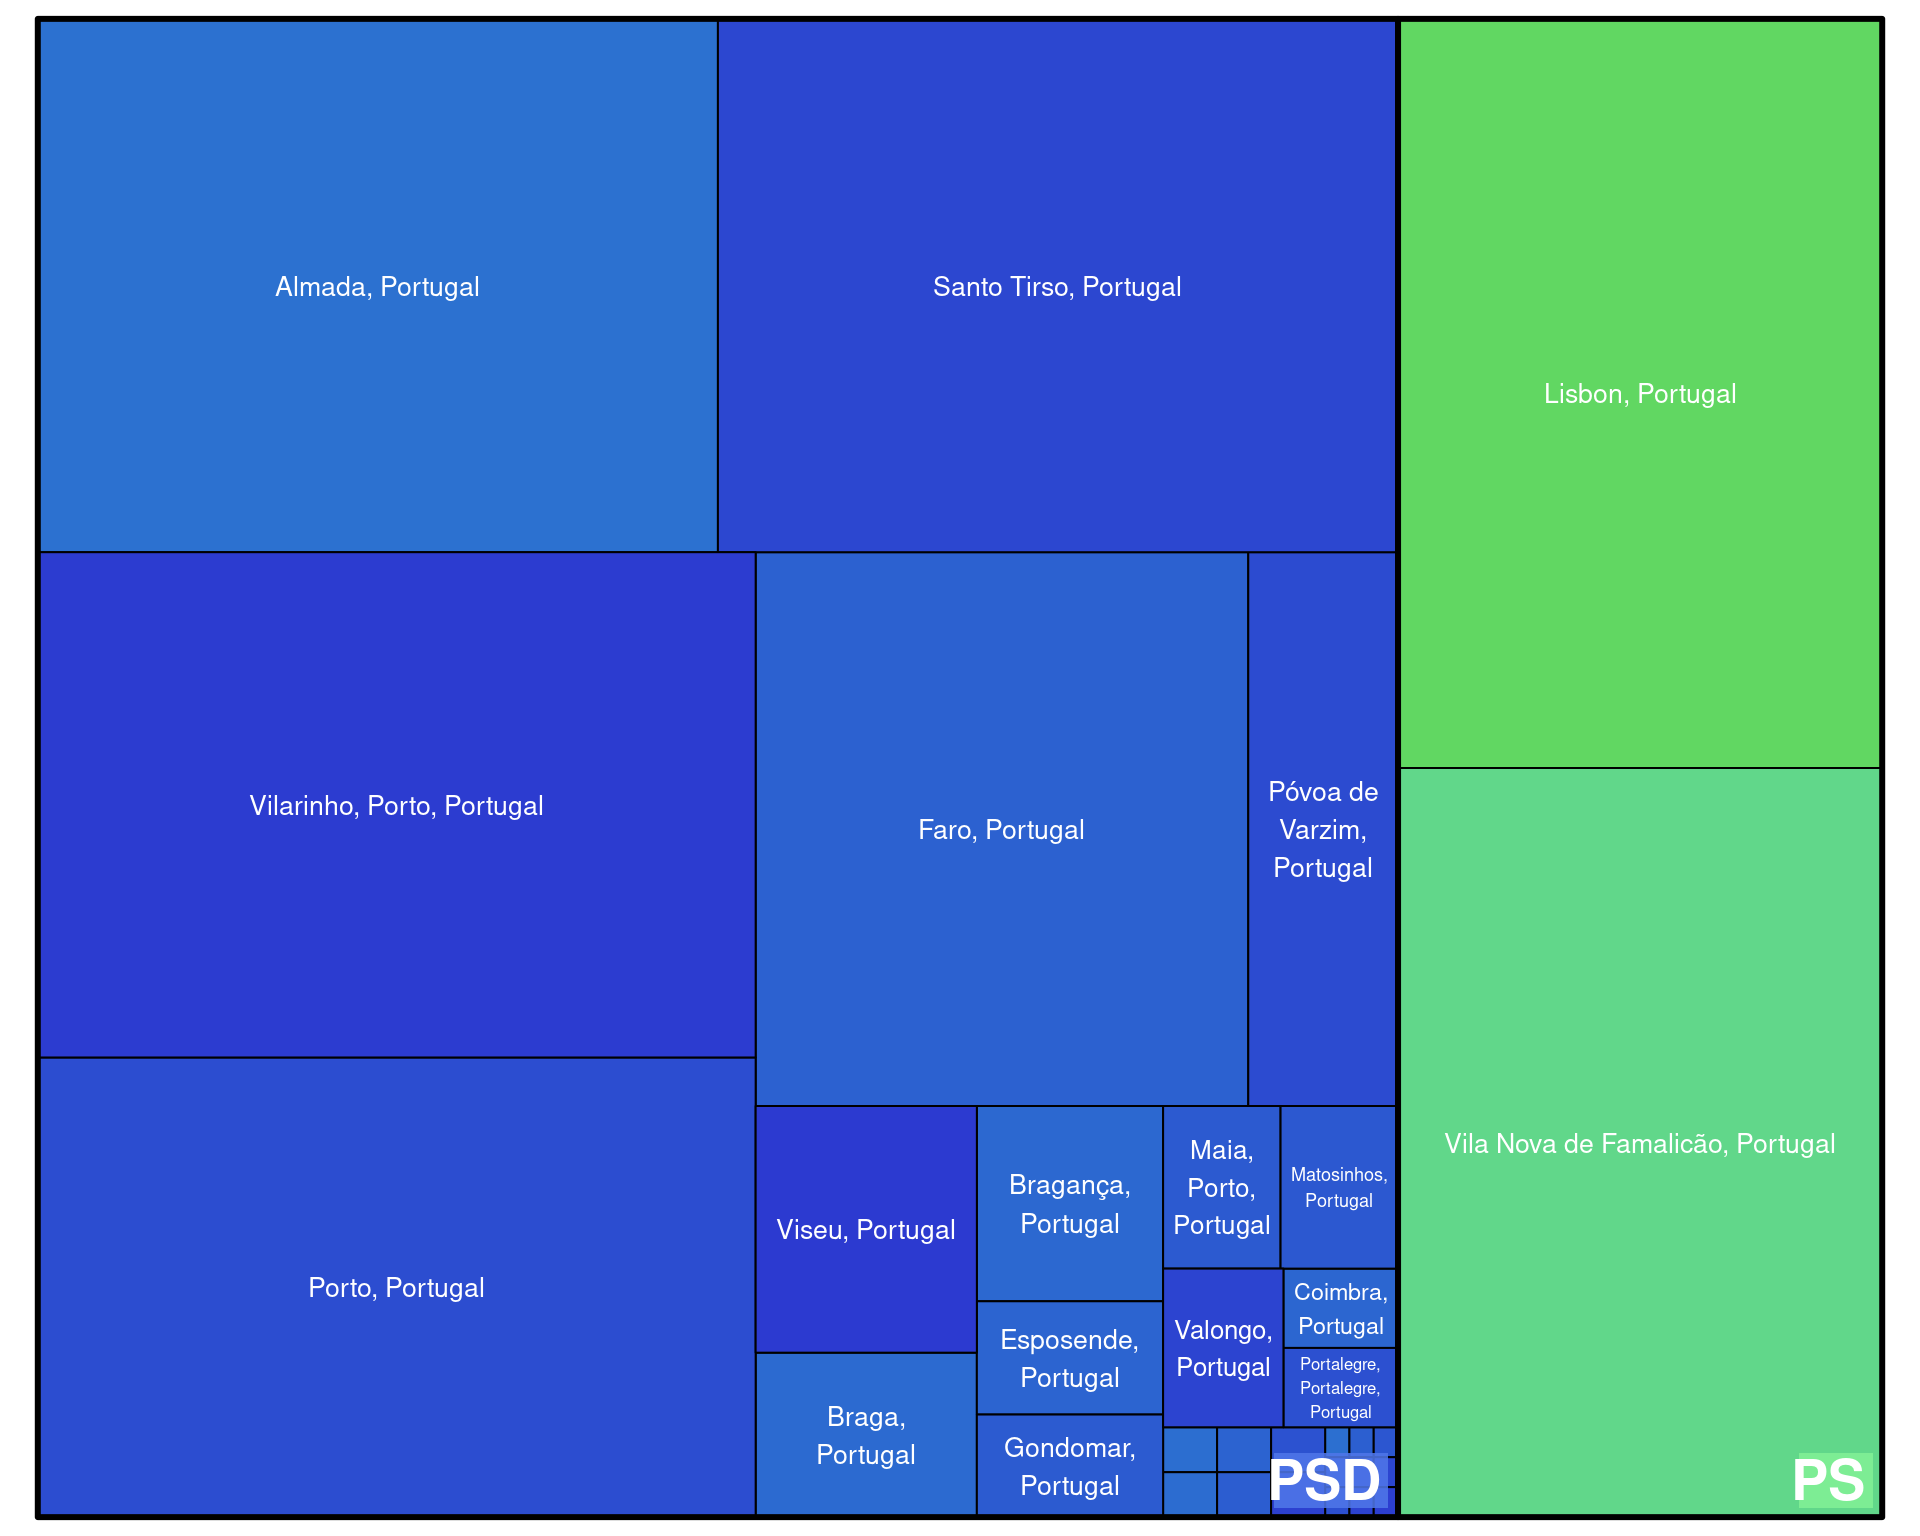 Almada, Portugal
Santo Tirso, Portugal
Lisbon, Portugal
Vilarinho, Porto, Portugal
Faro, Portugal
Póvoa de
Varzim,
Portugal
Vila Nova de Famalicão, Portugal
Porto, Portugal
Viseu, Portugal
Bragança,
Portugal
Maia,
Porto,
Portugal
Matosinhos,
Portugal
Esposende,
Portugal
Valongo,
Portugal
Coimbra,
Portugal
Portalegre,
Portalegre,
Portugal
Braga,
Portugal
Gondomar,
Portugal
PSD
PS